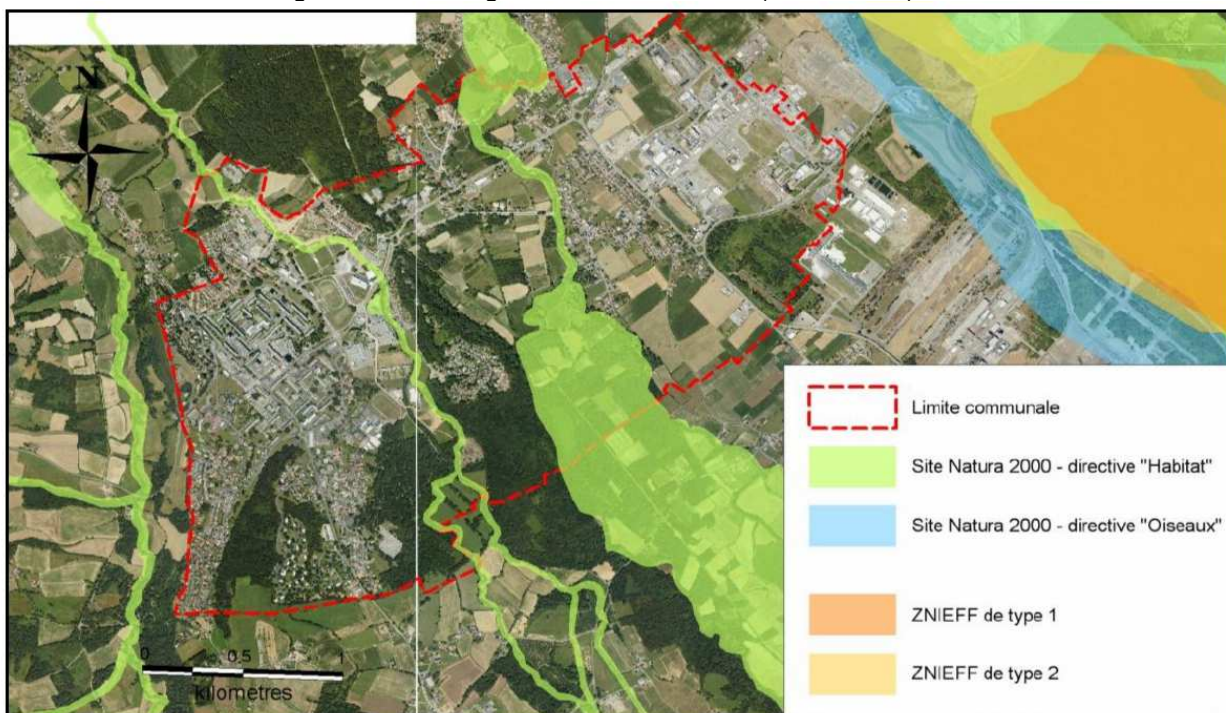 N
0 0.5 1
kilometres
Limite communale
Site Natura 2000 - directive "Habitat"
Site Natura 2000 - directive "Oiseaux"
ZNIEFF de type 1
ZNIEFF de type 2